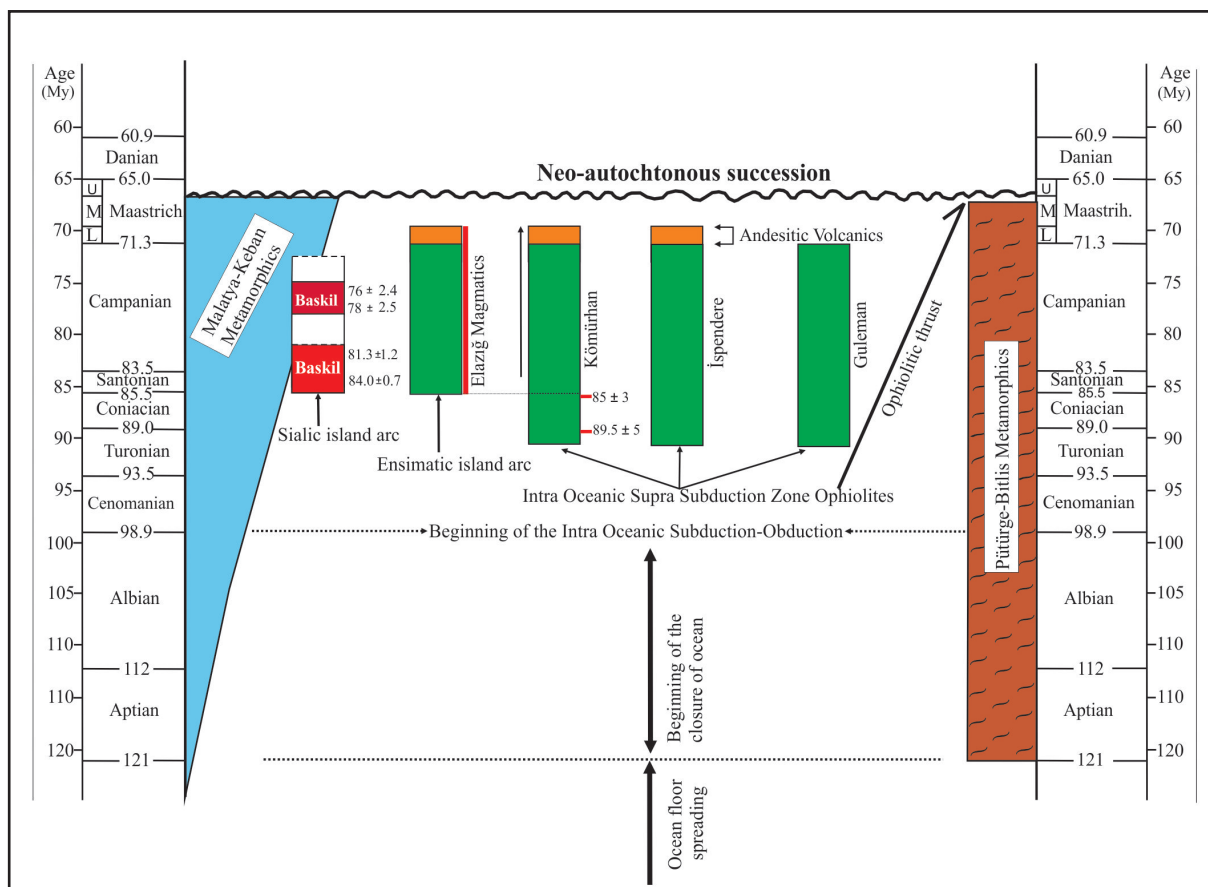 Age
(My)
60
65
70
75
80
85
90
95
100
105
110
110
120
60.9
Danian
65.0
U
M
L
Maastrich.
71.3
Campanian
83.5
Santonian
85.5
Coniacian
89.0
Turonian
93.5
Cenomanian
98.9
Albian
112
Aptian
121
Malatya-Keban
Metamorphics
Neo-autochtonous succession
Baskil
76 ± 2.4
78 ± 2.5
Baskil
81.3 ±1.2
84.0 ±0.7
Sialic island arc
Elazığ Magmatics
Ensimatic island arc
Kömürhan
85 ± 3
89.5 ± 5
İspendere
Andesitic Volcanics
Guleman
Intra Oceanic Supra Subduction Zone Ophiolites
Ophiolitic thrust
Beginning of the Intra Oceanic Subduction-Obduction
Beginning of the
closure of ocean
Ocean floor
spreading
Pütürge-Bitlis Metamorphics
60.9
Danian
65.0
U
M
L
Maastrih.
71.3
Campanian
83.5
Santonian
85.5
Coniacian
89.0
Turonian
93.5
Cenomanian
98.9
Albian
112
Aptian
121
Age
(My)
60
65
70
75
80
85
90
95
100
105
110
110
120